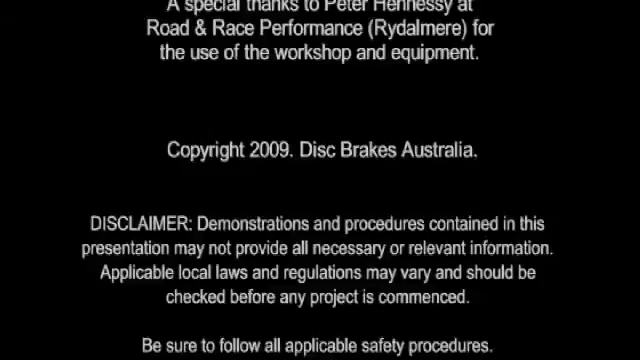 A special thanks to Peter Hennessy at
Road & Race Performance (Rydalmere) for
the use of the workshop and equipment.
Copyright 2009. Disc Brakes Australia.
DISCLAIMER: Demonstrations and procedures contained in this
presentation may not provide all necessary or relevant information.
Applicable local laws and regulations may vary and should be
checked before any project is commenced.
Be sure to follow all applicable safety procedures.